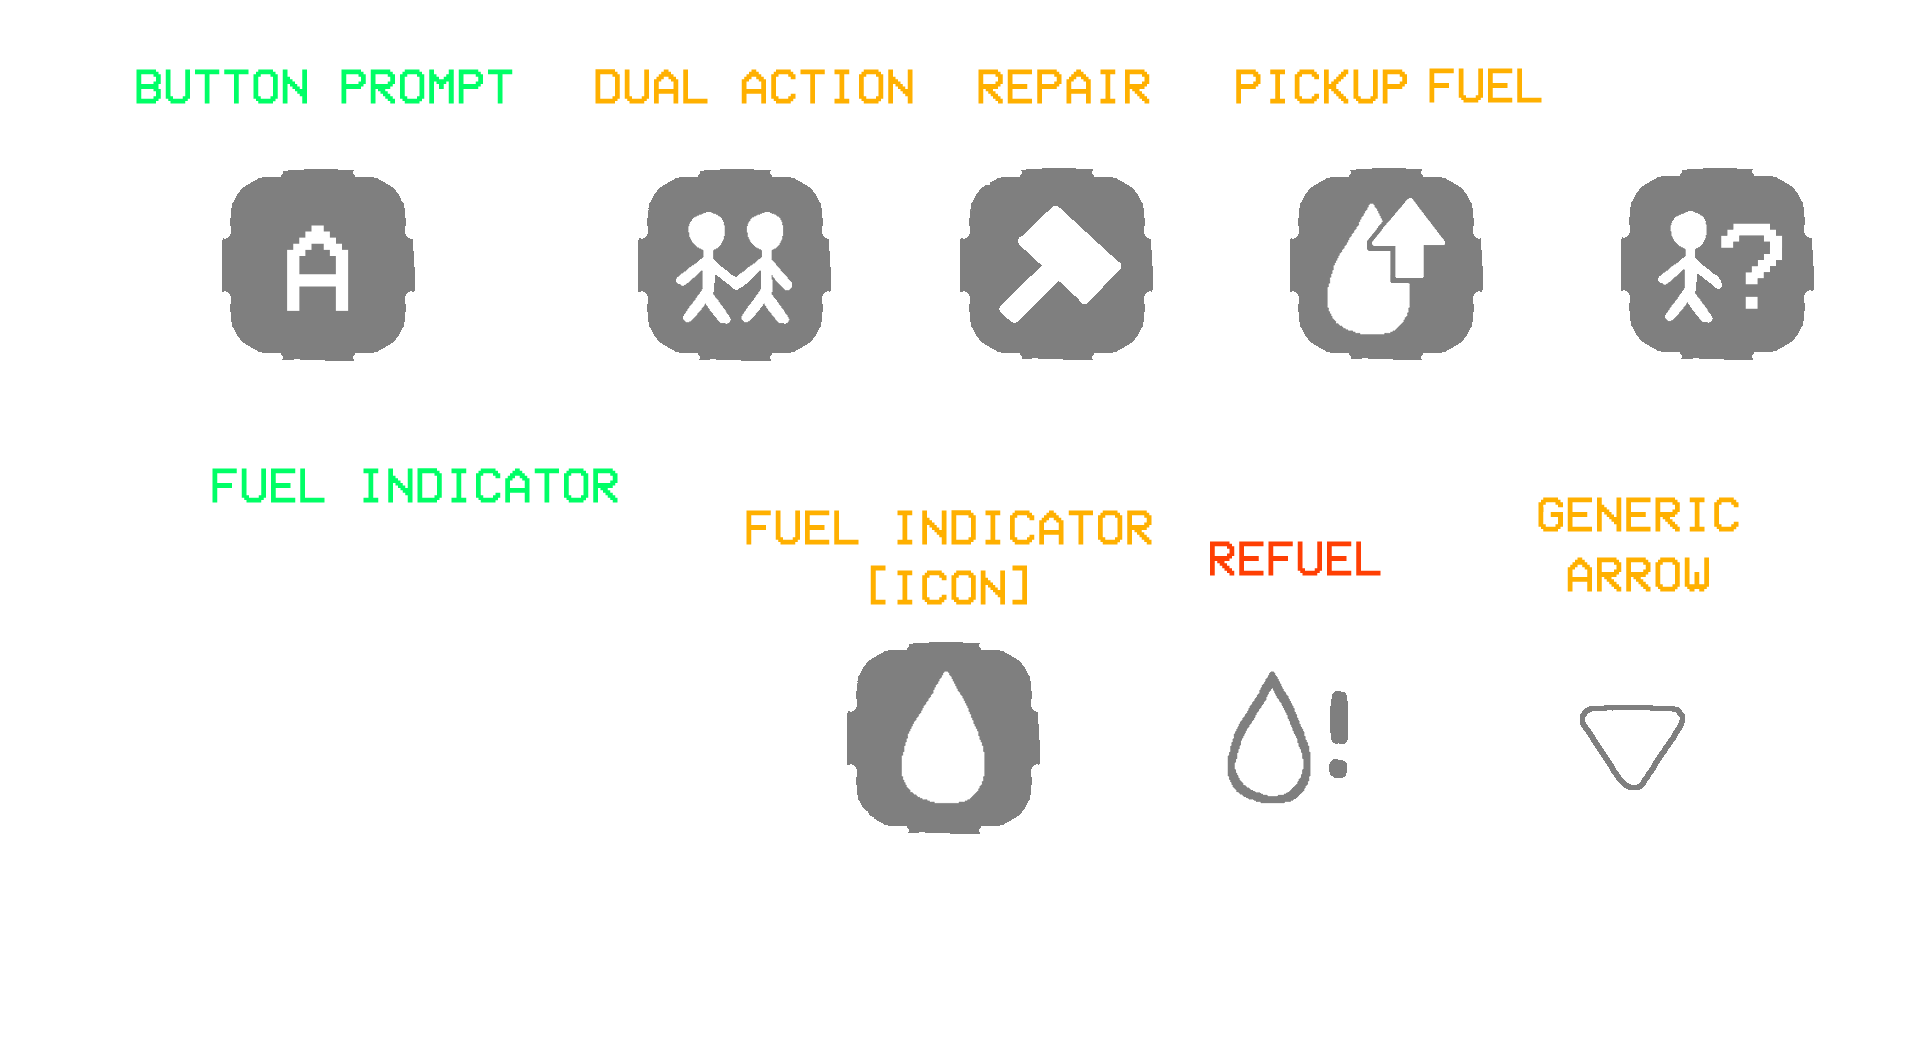 BUTTON PROMPT
DUAL ACTION
REPAIR
PICKUP FUEL
A
?
FUEL INDICATOR
FUEL INDICATOR
[ICON]
REFUEL
!
GENERIC
ARROW